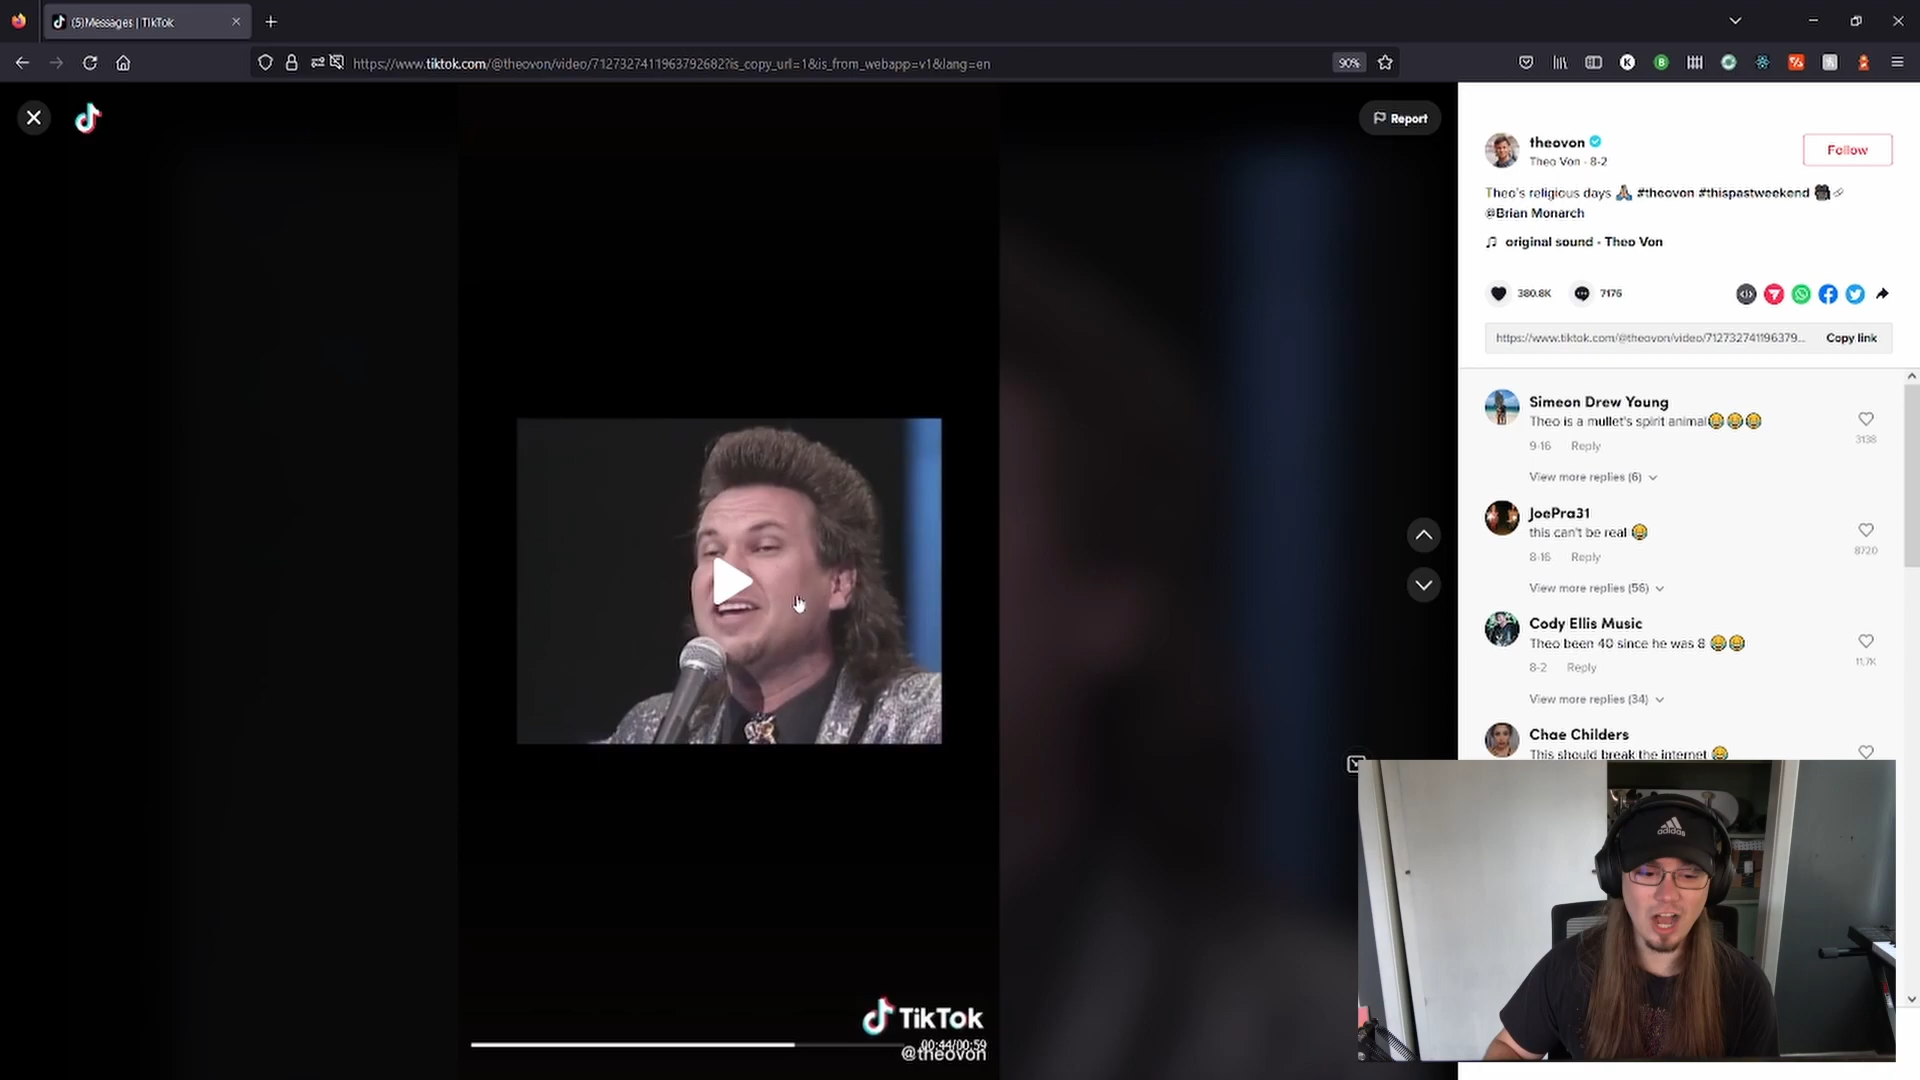 (5)Messages | TikTok
https://www.tiktok.com/@theovon/video/7127327411963792682?is_copy_url=1&is_from_webapp=v1&lang=en
90%
Report
theovon
Theo Von · 8-2
Follow
Theo's religious days 🙏 #theovon #thispastweekend
@Brian Monarch
original sound - Theo Von
380.8K
7176
https://www.tiktok.com/@theovon/video/712732741196379...
Copy link
Simeon Drew Young
Theo is a mullet's spirit animal😂😂😂
9-16 Reply
3138
View more replies (6)
JoePra31
this can't be real 😂
8-16 Reply
8720
View more replies (56)
Cody Ellis Music
Theo been 40 since he was 8 😂😂
8-2 Reply
11.7K
View more replies (34)
Chae Childers
This should break the internet 😂
adidas
TikTok
00:44/00:59
@theovon